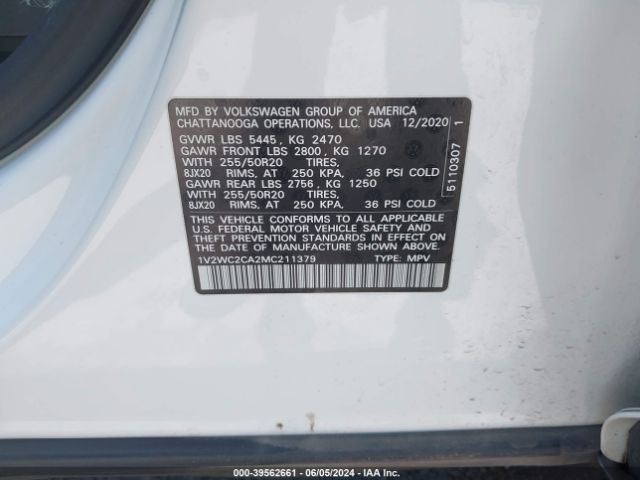 MFD BY VOLKSWAGEN GROUP OF AMERICA
CHATTANOOGA OPERATIONS, LLC. USA 12/2020
GVWR LBS 5445, KG 2470
GAWR FRONT LBS 2800, KG 1270
WITH 255/50R20 TIRES,
8JX20 RIMS, AT 250 KPA, 36 PSI COLD
GAWR REAR LBS 2756, KG 1250
WITH 255/50R20 TIRES,
8JX20 RIMS, AT 250 KPA, 36 PSI COLD
THIS VEHICLE CONFORMS TO ALL APPLICABLE
U.S. FEDERAL MOTOR VEHICLE SAFETY AND
THEFT PREVENTION STANDARDS IN EFFECT ON
THE DATE OF MANUFACTURE SHOWN ABOVE.
1V2WC2CA2MC211379 TYPE: MPV
5110307 1
000-39562661 - 06/05/2024 - IAA Inc.